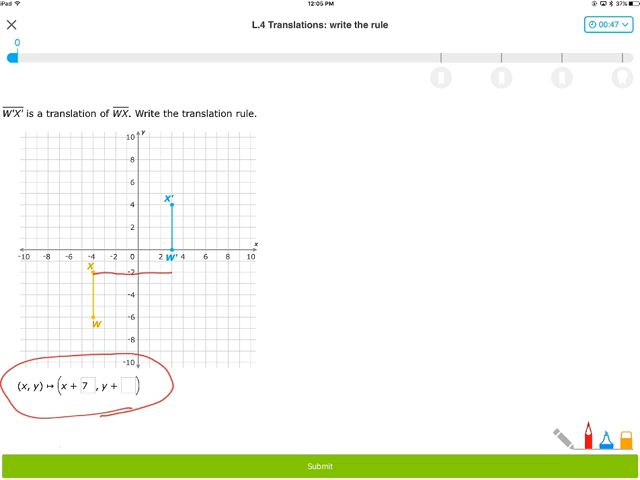 iPad 12:05 PM 37%
L.4 Translations: write the rule 00:47
0
W'X' is a translation of WX. Write the translation rule.
10 y
8
6
X'
4
2
x
-10 -8 -6 -4 -2 0 2 4 6 8 10
W'
X
-2
-4
W
-6
-8
-10
(x, y) ↦ (x + 7 , y + )
Submit